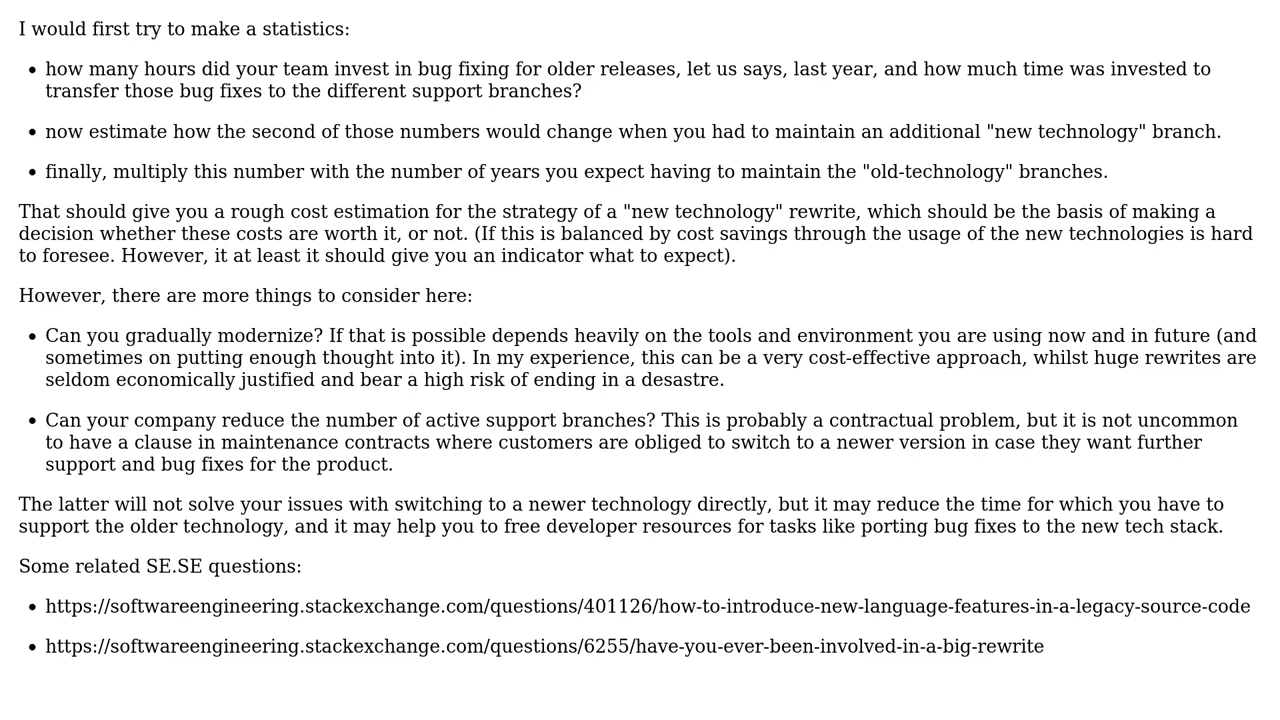 I would first try to make a statistics:
• how many hours did your team invest in bug fixing for older releases, let us says, last year, and how much time was invested to
transfer those bug fixes to the different support branches?
• now estimate how the second of those numbers would change when you had to maintain an additional "new technology" branch.
• finally, multiply this number with the number of years you expect having to maintain the "old-technology" branches.
That should give you a rough cost estimation for the strategy of a "new technology" rewrite, which should be the basis of making a
decision whether these costs are worth it, or not. (If this is balanced by cost savings through the usage of the new technologies is hard
to foresee. However, it at least it should give you an indicator what to expect).
However, there are more things to consider here:
• Can you gradually modernize? If that is possible depends heavily on the tools and environment you are using now and in future (and
sometimes on putting enough thought into it). In my experience, this can be a very cost-effective approach, whilst huge rewrites are
seldom economically justified and bear a high risk of ending in a desastre.
• Can your company reduce the number of active support branches? This is probably a contractual problem, but it is not uncommon
to have a clause in maintenance contracts where customers are obliged to switch to a newer version in case they want further
support and bug fixes for the product.
The latter will not solve your issues with switching to a newer technology directly, but it may reduce the time for which you have to
support the older technology, and it may help you to free developer resources for tasks like porting bug fixes to the new tech stack.
Some related SE.SE questions:
• https://softwareengineering.stackexchange.com/questions/401126/how-to-introduce-new-language-features-in-a-legacy-source-code
• https://softwareengineering.stackexchange.com/questions/6255/have-you-ever-been-involved-in-a-big-rewrite